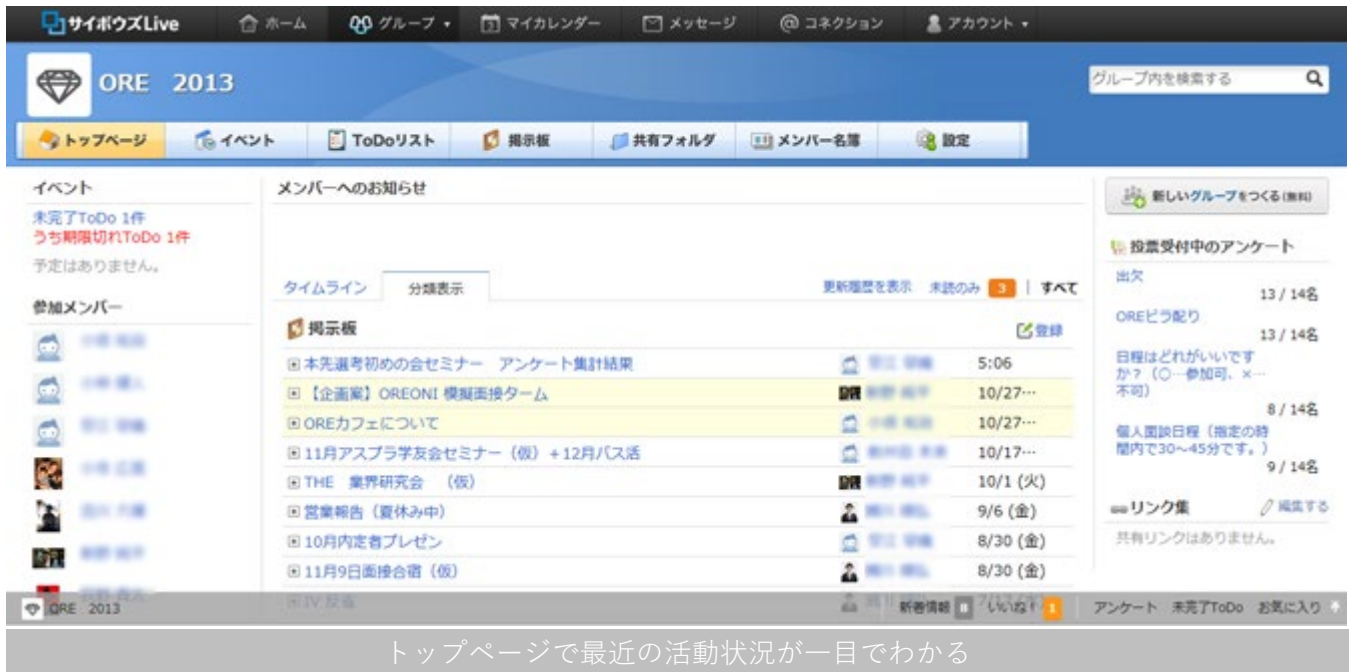 サイボウズLive
ホーム
グループ
マイカレンダー
メッセージ
コネクション
アカウント
ORE 2013
グループ内を検索する
トップページ
イベント
ToDoリスト
掲示板
共有フォルダ
メンバー名簿
設定
イベント
未完了ToDo 1件
うち期限切れToDo 1件
予定はありません。
参加メンバー
メンバーへのお知らせ
タイムライン
分類表示
更新履歴を表示 未読のみ 3 | すべて
掲示板
登録
本先選考初めの会セミナー アンケート集計結果 5:06
【企画案】OREONI 模擬面接ターム 10/27…
OREカフェについて 10/27…
11月アスプラ学友会セミナー（仮）+12月バス活 10/17…
THE 業界研究会 （仮） 10/1 (火)
営業報告（夏休み中） 9/6 (金)
10月内定者プレゼン 8/30 (金)
11月9日面接合宿（仮） 8/30 (金)
新しいグループをつくる(無料)
投票受付中のアンケート
出欠
13 / 14名
OREビラ配り
13 / 14名
日程はどれがいいです
か？（○…参加可、×…
不可）
8 / 14名
個人面談日程（指定の時
間内で30～45分です。）
9 / 14名
リンク集
編集する
共有リンクはありません。
ORE 2013
新着情報
いいね！ 1
アンケート 未完了ToDo お気に入り
トップページで最近の活動状況が一目でわかる